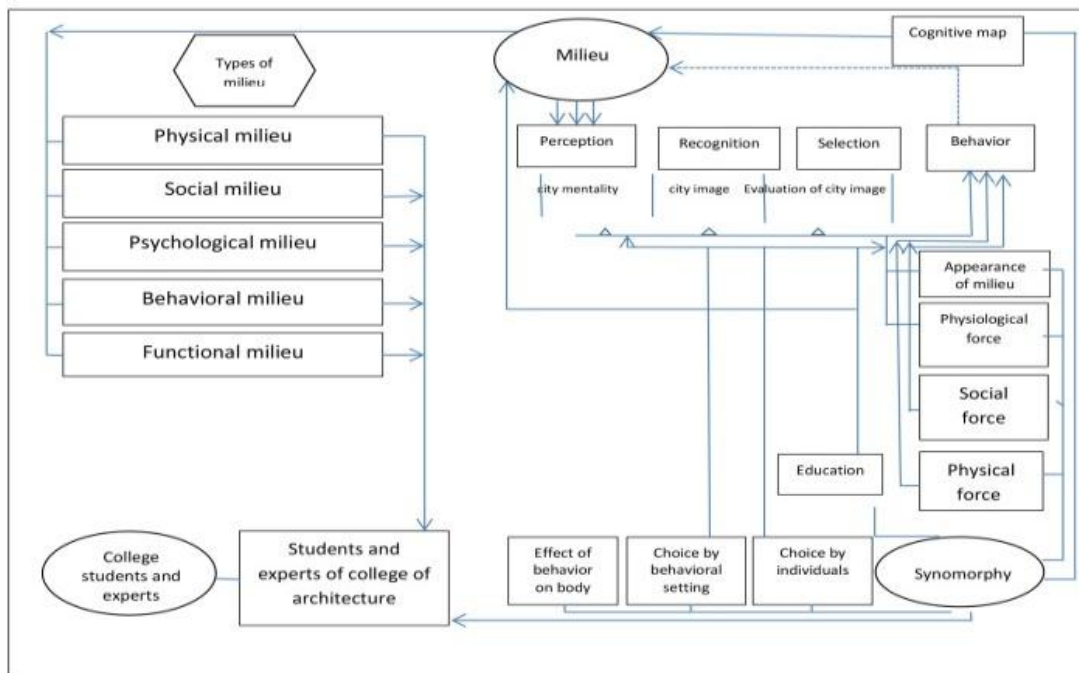 Types of
milieu
Physical milieu
Social milieu
Psychological milieu
Behavioral milieu
Functional milieu
College
students and
experts
Students and
experts of college of
architecture
Milieu
Cognitive map
Perception
Recognition
Selection
Behavior
city mentality
city image
Evaluation of city image
Appearance
of milieu
Physiological
force
Social
force
Physical
force
Education
Effect of
behavior
on body
Choice by
behavioral
setting
Choice by
individuals
Synomorphy